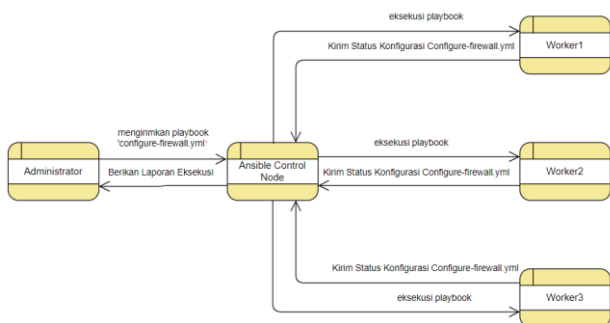 eksekusi playbook
Kirim Status Konfigurasi Configure-firewall.yml
Worker1
mengirimkan playbook
'configure-firewall.yml'
Administrator
Berikan Laporan Eksekusi
Ansible Control
Node
eksekusi playbook
Kirim Status Konfigurasi Configure-firewall.yml
Worker2
Kirim Status Konfigurasi Configure-firewall.yml
eksekusi playbook
Worker3